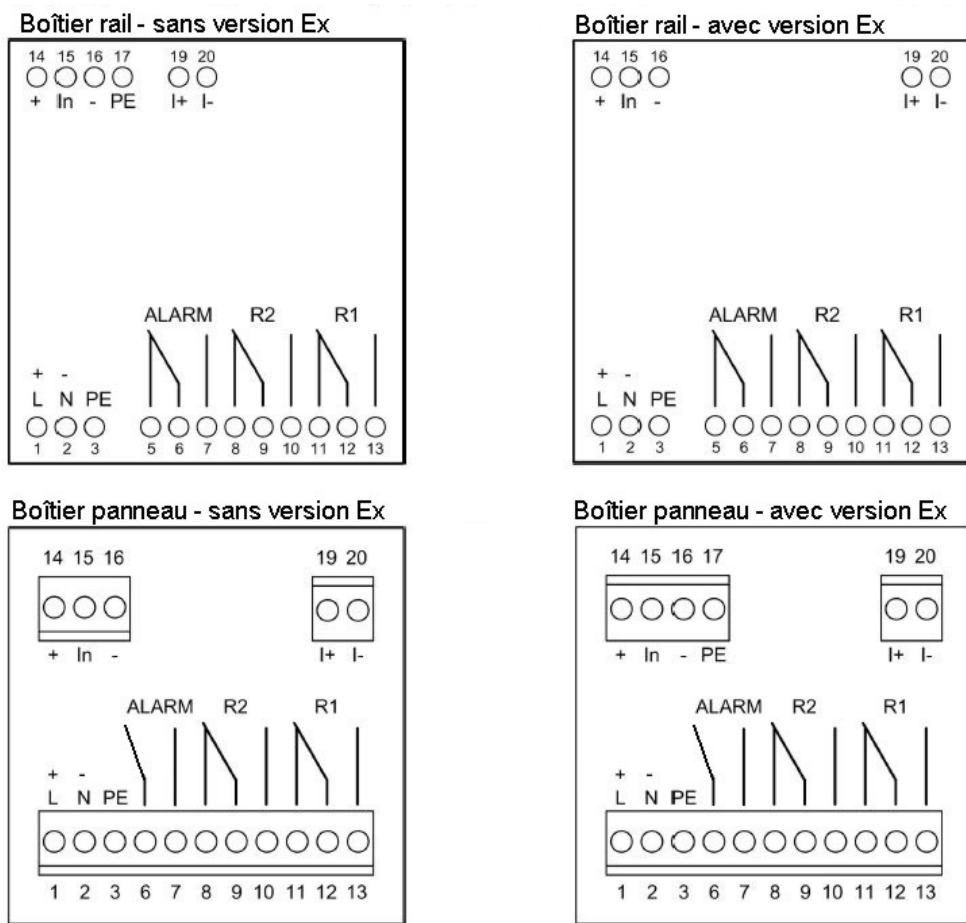 Boîtier rail - sans version Ex
14 15 16 17 19 20
+ In - PE I+ I-
ALARM R2 R1
+ -
L N PE
1 2 3 5 6 7 8 9 10 11 12 13
Boîtier rail - avec version Ex
14 15 16 19 20
+ In - I+ I-
ALARM R2 R1
+ -
L N PE
1 2 3 5 6 7 8 9 10 11 12 13
Boîtier panneau - sans version Ex
14 15 16 19 20
+ In - I+ I-
ALARM R2 R1
+ -
L N PE
1 2 3 6 7 8 9 10 11 12 13
Boîtier panneau - avec version Ex
14 15 16 17 19 20
+ In - PE I+ I-
ALARM R2 R1
+ -
L N PE
1 2 3 6 7 8 9 10 11 12 13